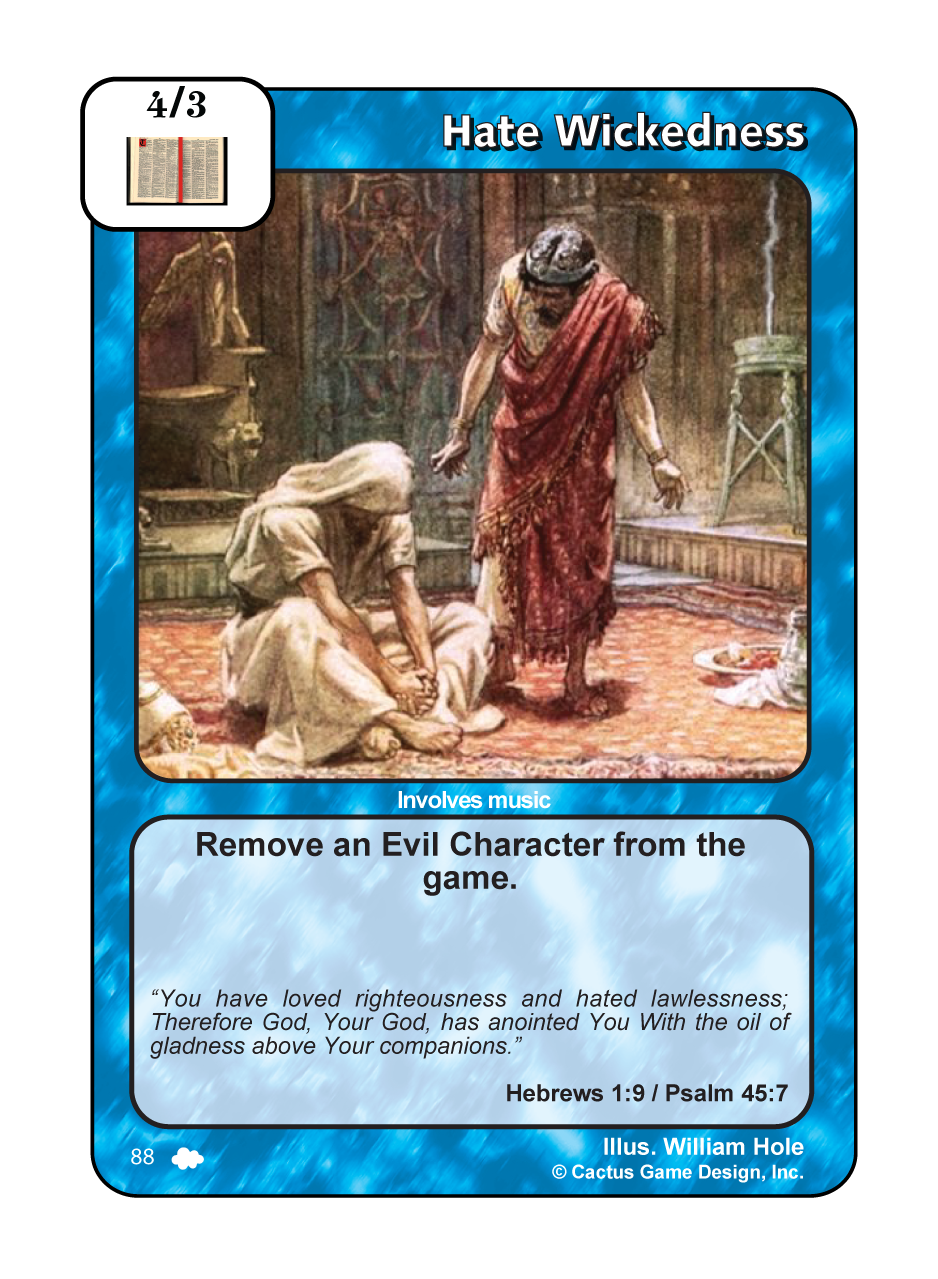 4/3
Hate Wickedness
Involves music
Remove an Evil Character from the
game.
“You have loved righteousness and hated lawlessness;
Therefore God, Your God, has anointed You With the oil of
gladness above Your companions.”
Hebrews 1:9 / Psalm 45:7
88
Illus. William Hole
© Cactus Game Design, Inc.